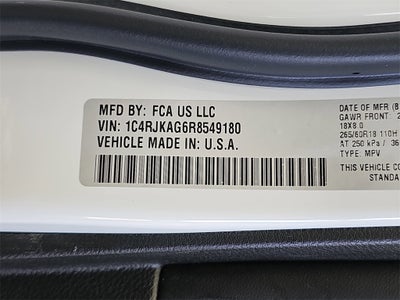 MFD BY: FCA US LLC
VIN: 1C4RJKAG6R8549180
VEHICLE MADE IN: U.S.A.
DATE OF MFR (B
GAWR FRONT: 2
18X8.0
265/60R18 110H
AT 250 kPa / 36
TYPE: MPV
THIS VEHICLE CO
STANDA